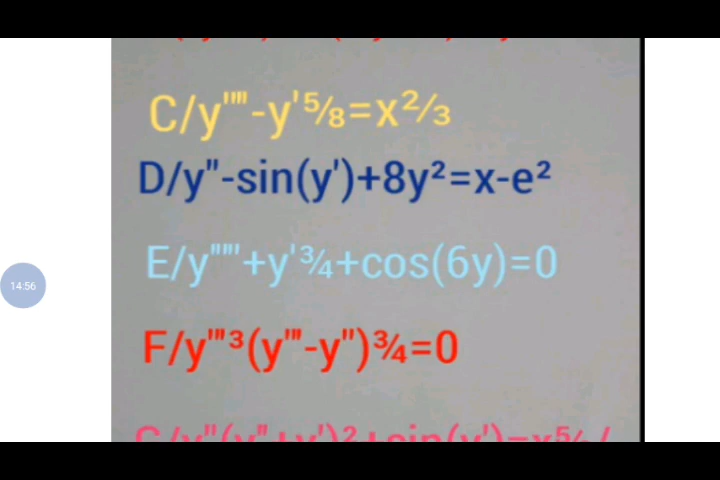 C/y""-y'⅝=x⅔
D/y"-sin(y')+8y²=x-e²
14:56
E/y""'+y'¾+cos(6y)=0
F/y"'³(y"'-y")¾=0